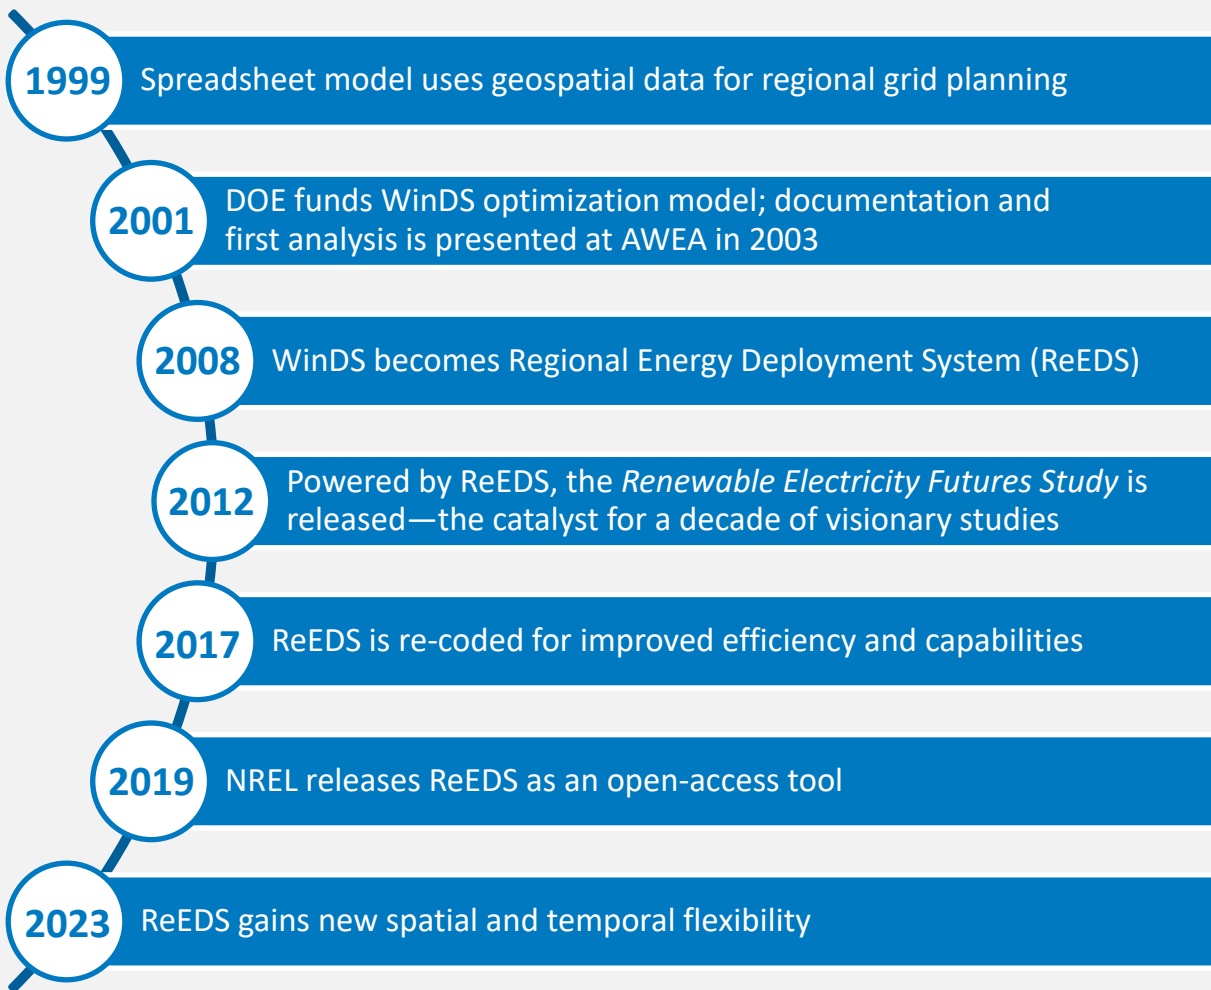 1999
Spreadsheet model uses geospatial data for regional grid planning
2001
DOE funds WinDS optimization model; documentation and
first analysis is presented at AWEA in 2003
2008
WinDS becomes Regional Energy Deployment System (ReEDS)
2012
Powered by ReEDS, the Renewable Electricity Futures Study is
released—the catalyst for a decade of visionary studies
2017
ReEDS is re-coded for improved efficiency and capabilities
2019
NREL releases ReEDS as an open-access tool
2023
ReEDS gains new spatial and temporal flexibility